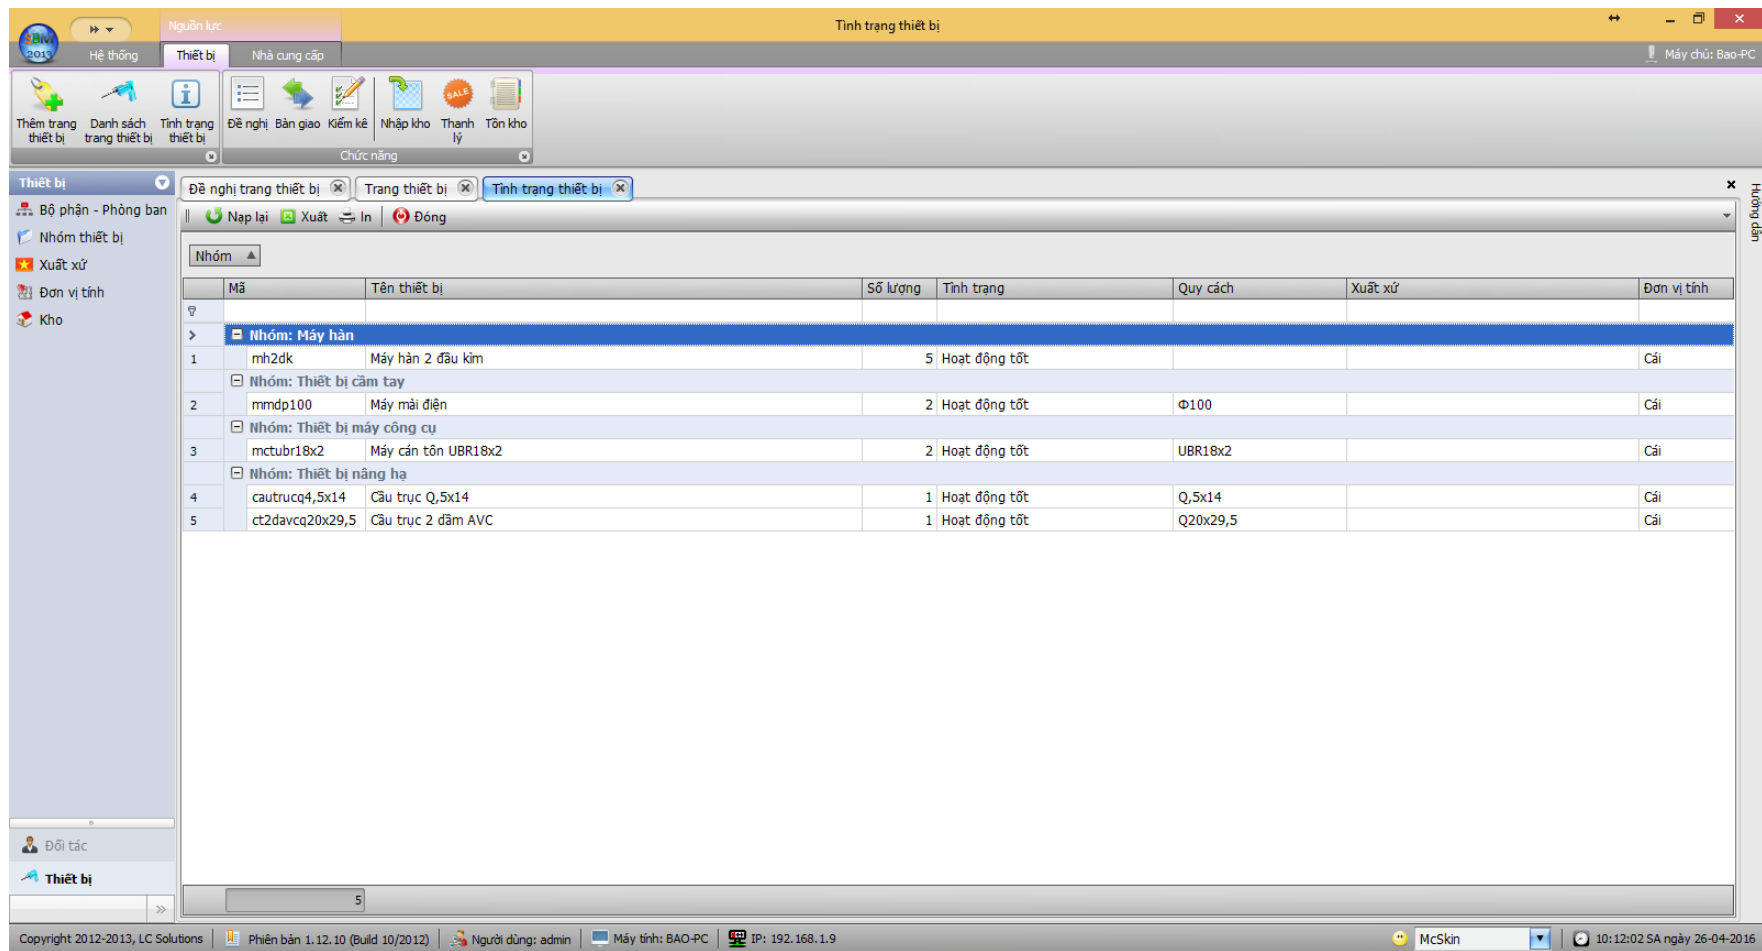 Nguồn lực
Tình trạng thiết bị
SBM
2013
Hệ thống
Thiết bị
Nhà cung cấp
Máy chủ: Bao-PC
Thêm trang thiết bị
Danh sách trang thiết bị
Tình trạng thiết bị
Đề nghị
Bàn giao
Kiểm kê
Nhập kho
SALE
Thanh lý
Tồn kho
Chức năng
Thiết bị
Bộ phận - Phòng ban
Nhóm thiết bị
Xuất xứ
Đơn vị tính
Kho
Đề nghị trang thiết bị
Trang thiết bị
Tình trạng thiết bị
Hướng dẫn
Nạp lại
Xuất
In
Đóng
Nhóm
Mã Tên thiết bị Số lượng Tình trạng Quy cách Xuất xứ Đơn vị tính
Nhóm: Máy hàn
1 mh2dk Máy hàn 2 đầu kìm 5 Hoạt động tốt Cái
Nhóm: Thiết bị cầm tay
2 mmdp100 Máy mài điện 2 Hoạt động tốt Φ100 Cái
Nhóm: Thiết bị máy công cụ
3 mctubr18x2 Máy cán tôn UBR18x2 2 Hoạt động tốt UBR18x2 Cái
Nhóm: Thiết bị nâng hạ
4 cautrucq4,5x14 Cầu trục Q,5x14 1 Hoạt động tốt Q,5x14 Cái
5 ct2davcq20x29,5 Cầu trục 2 dầm AVC 1 Hoạt động tốt Q20x29,5 Cái
Đối tác
Thiết bị
5
Copyright 2012-2013, LC Solutions
Phiên bản 1.12.10 (Build 10/2012)
Người dùng: admin
Máy tính: BAO-PC
IP: 192.168.1.9
McSkin
10:12:02 SA ngày 26-04-2016